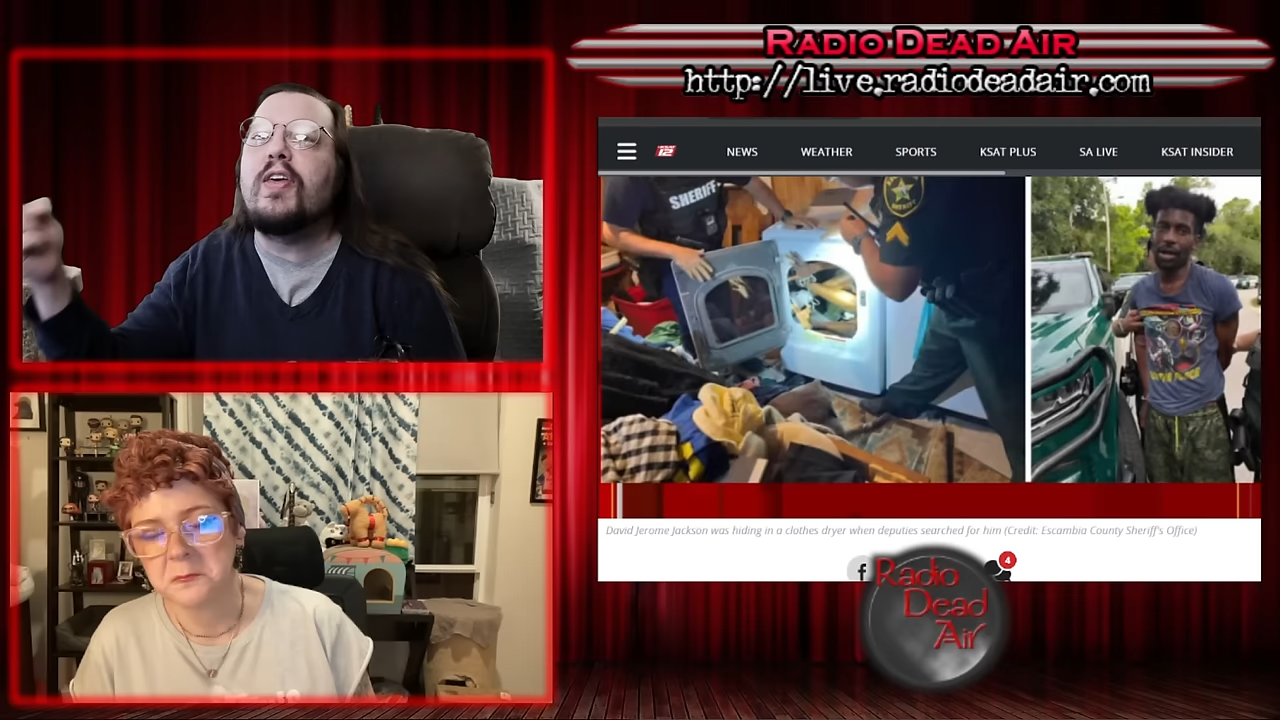 Radio Dead Air
http://live.radiodeadair.com
12
NEWS
WEATHER
SPORTS
KSAT PLUS
SA LIVE
KSAT INSIDER
SHERIFF
David Jerome Jackson was hiding in a clothes dryer when deputies searched for him (Credit: Escambia County Sheriff's Office)
f
4
Radio
Dead
Air